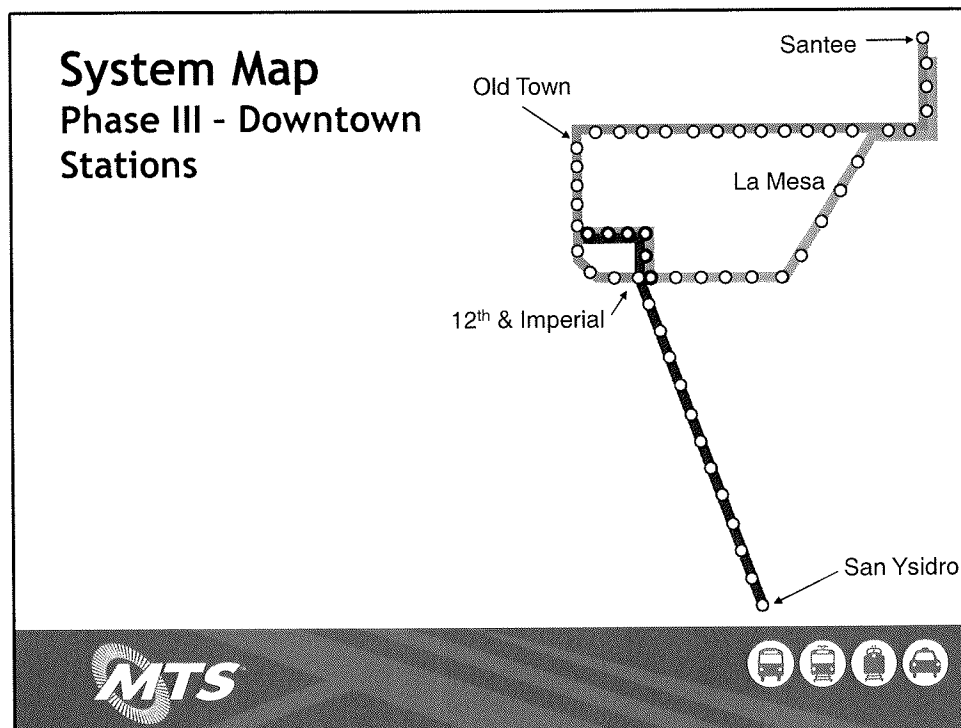 System Map
Phase III - Downtown
Stations
Santee
Old Town
La Mesa
12th & Imperial
San Ysidro
MTS